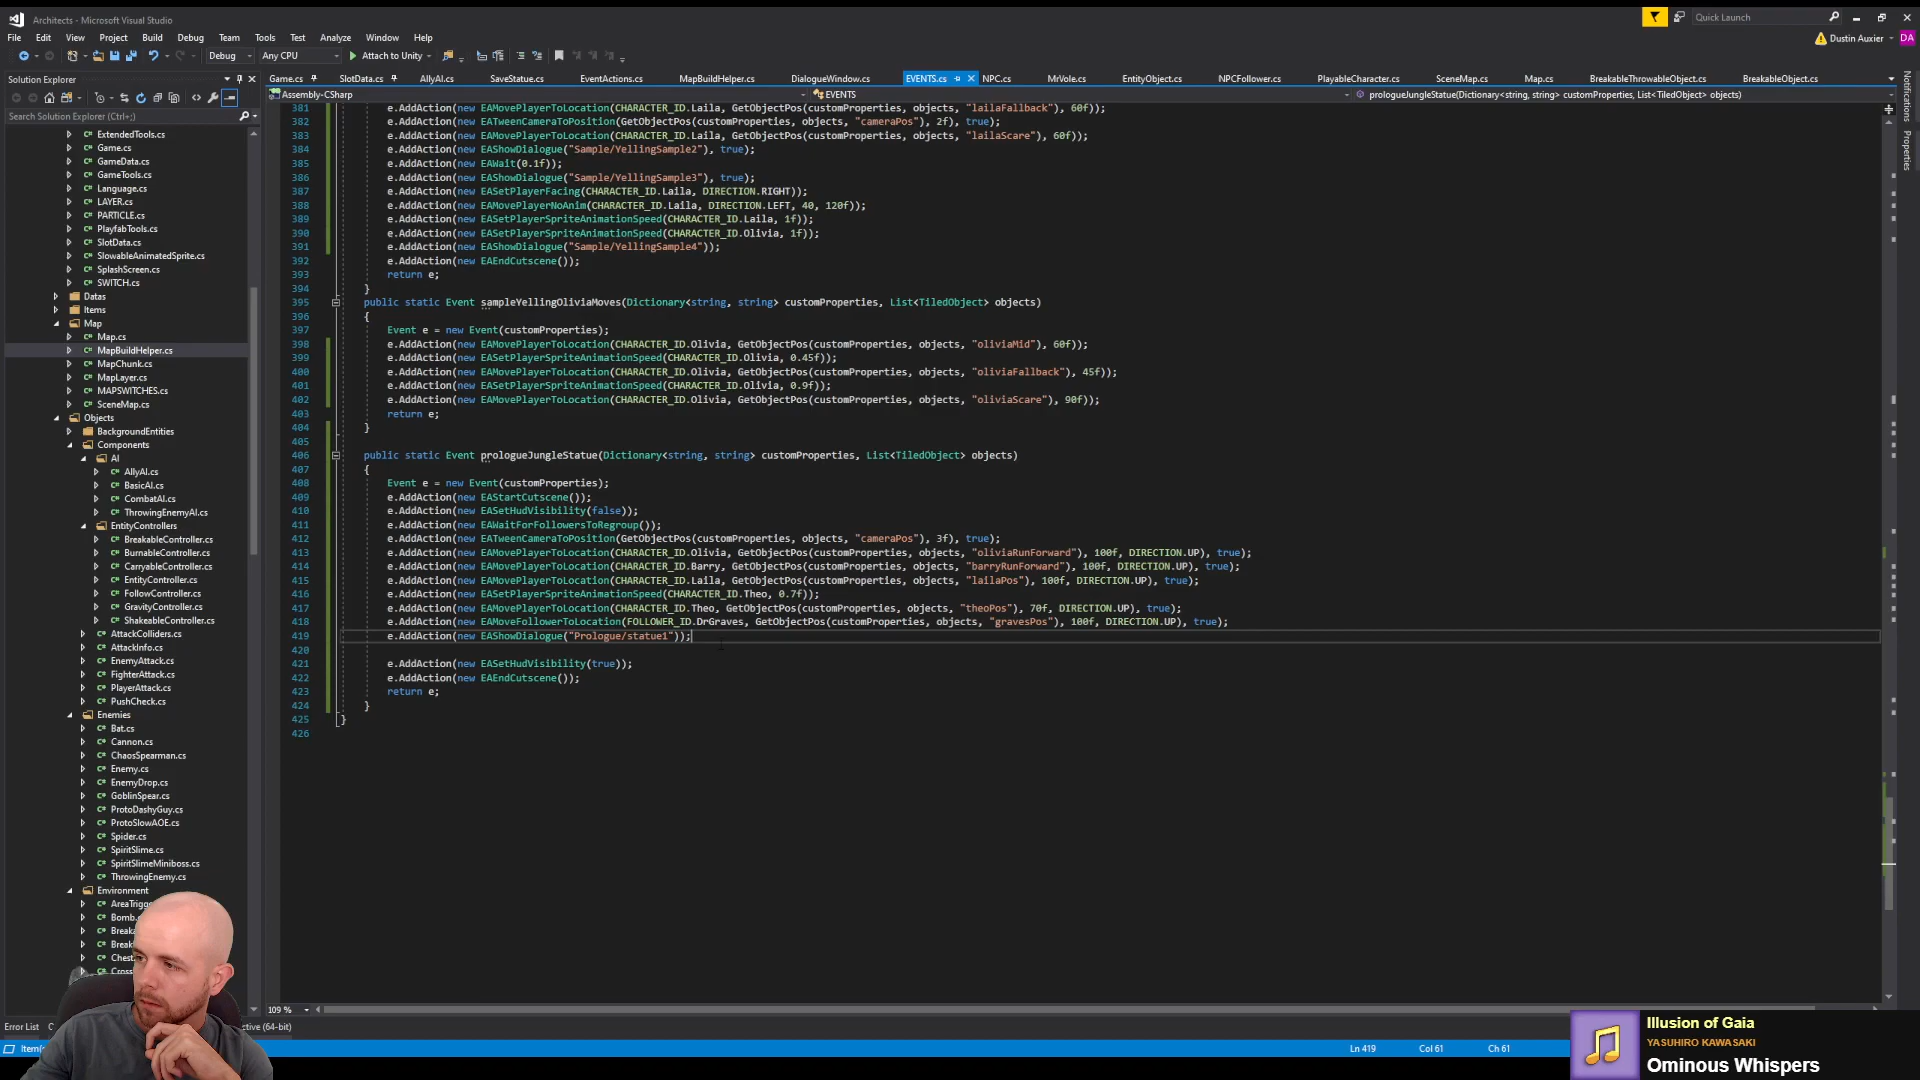 Architects - Microsoft Visual Studio
Quick Launch
File Edit View Project Build Debug Team Tools Test Analyze Window Help
Dustin Auxier DA
Debug Any CPU Attach to Unity
Solution Explorer
Game.cs SlotData.cs AllyAI.cs SaveStatue.cs EventActions.cs MapBuildHelper.cs DialogueWindow.cs EVENTS.cs NPC.cs MrVole.cs EntityObject.cs NPCFollower.cs PlayableCharacter.cs SceneMap.cs Map.cs BreakableThrowableObject.cs BreakableObject.cs
Assembly-CSharp EVENTS prologueJungleStatue(Dictionary<string, string> customProperties, List<TiledObject> objects)
Notifications
Properties
Search Solution Explorer (Ctrl+;)
ExtendedTools.cs
Game.cs
GameData.cs
GameTools.cs
Language.cs
LAYER.cs
PARTICLE.cs
PlayfabTools.cs
SlotData.cs
SlowableAnimatedSprite.cs
SplashScreen.cs
SWITCH.cs
Datas
Items
Map
Map.cs
MapBuildHelper.cs
MapChunk.cs
MapLayer.cs
MAPSWITCHES.cs
SceneMap.cs
Objects
BackgroundEntities
Components
AI
AllyAI.cs
BasicAI.cs
CombatAI.cs
ThrowingEnemyAI.cs
EntityControllers
BreakableController.cs
BurnableController.cs
CarryableController.cs
EntityController.cs
FollowController.cs
GravityController.cs
ShakeableController.cs
AttackColliders.cs
AttackInfo.cs
EnemyAttack.cs
FighterAttack.cs
PlayerAttack.cs
PushCheck.cs
Enemies
Bat.cs
Cannon.cs
ChaosSpearman.cs
Enemy.cs
EnemyDrop.cs
GoblinSpear.cs
ProtoDashyGuy.cs
ProtoSlowAOE.cs
Spider.cs
SpiritSlime.cs
SpiritSlimeMiniboss.cs
ThrowingEnemy.cs
Environment
AreaTrigg
Bomb.
Breaka
Break
Chest
Cross
381 e.AddAction(new EAMovePlayerToLocation(CHARACTER_ID.Laila, GetObjectPos(customProperties, objects, "lailaFallback"), 60f));
382 e.AddAction(new EATweenCameraToPosition(GetObjectPos(customProperties, objects, "cameraPos"), 2f), true);
383 e.AddAction(new EAMovePlayerToLocation(CHARACTER_ID.Laila, GetObjectPos(customProperties, objects, "lailaScare"), 60f));
384 e.AddAction(new EAShowDialogue("Sample/YellingSample2"), true);
385 e.AddAction(new EAWait(0.1f));
386 e.AddAction(new EAShowDialogue("Sample/YellingSample3"), true);
387 e.AddAction(new EASetPlayerFacing(CHARACTER_ID.Laila, DIRECTION.RIGHT));
388 e.AddAction(new EAMovePlayerNoAnim(CHARACTER_ID.Laila, DIRECTION.LEFT, 40, 120f));
389 e.AddAction(new EASetPlayerSpriteAnimationSpeed(CHARACTER_ID.Laila, 1f));
390 e.AddAction(new EASetPlayerSpriteAnimationSpeed(CHARACTER_ID.Olivia, 1f));
391 e.AddAction(new EAShowDialogue("Sample/YellingSample4"));
392 e.AddAction(new EAEndCutscene());
393 return e;
394 }
395 public static Event sampleYellingOliviaMoves(Dictionary<string, string> customProperties, List<TiledObject> objects)
396 {
397 Event e = new Event(customProperties);
398 e.AddAction(new EAMovePlayerToLocation(CHARACTER_ID.Olivia, GetObjectPos(customProperties, objects, "oliviaMid"), 60f));
399 e.AddAction(new EASetPlayerSpriteAnimationSpeed(CHARACTER_ID.Olivia, 0.45f));
400 e.AddAction(new EAMovePlayerToLocation(CHARACTER_ID.Olivia, GetObjectPos(customProperties, objects, "oliviaFallback"), 45f));
401 e.AddAction(new EASetPlayerSpriteAnimationSpeed(CHARACTER_ID.Olivia, 0.9f));
402 e.AddAction(new EAMovePlayerToLocation(CHARACTER_ID.Olivia, GetObjectPos(customProperties, objects, "oliviaScare"), 90f));
403 return e;
404 }
405
406 public static Event prologueJungleStatue(Dictionary<string, string> customProperties, List<TiledObject> objects)
407 {
408 Event e = new Event(customProperties);
409 e.AddAction(new EAStartCutscene());
410 e.AddAction(new EASetHudVisibility(false));
411 e.AddAction(new EAWaitForFollowersToRegroup());
412 e.AddAction(new EATweenCameraToPosition(GetObjectPos(customProperties, objects, "cameraPos"), 3f), true);
413 e.AddAction(new EAMovePlayerToLocation(CHARACTER_ID.Olivia, GetObjectPos(customProperties, objects, "oliviaRunForward"), 100f, DIRECTION.UP), true);
414 e.AddAction(new EAMovePlayerToLocation(CHARACTER_ID.Barry, GetObjectPos(customProperties, objects, "barryRunForward"), 100f, DIRECTION.UP), true);
415 e.AddAction(new EAMovePlayerToLocation(CHARACTER_ID.Laila, GetObjectPos(customProperties, objects, "lailaPos"), 100f, DIRECTION.UP), true);
416 e.AddAction(new EASetPlayerSpriteAnimationSpeed(CHARACTER_ID.Theo, 0.7f));
417 e.AddAction(new EAMovePlayerToLocation(CHARACTER_ID.Theo, GetObjectPos(customProperties, objects, "theoPos"), 70f, DIRECTION.UP), true);
418 e.AddAction(new EAMoveFollowerToLocation(FOLLOWER_ID.DrGraves, GetObjectPos(customProperties, objects, "gravesPos"), 100f, DIRECTION.UP), true);
419 e.AddAction(new EAShowDialogue("Prologue/statue1"));
420
421 e.AddAction(new EASetHudVisibility(true));
422 e.AddAction(new EAEndCutscene());
423 return e;
424 }
425 }
426
109 %
Error List
ctive (64-bit)
Item(
Ln 419 Col 61 Ch 61
Illusion of Gaia
YASUHIRO KAWASAKI
Ominous Whispers